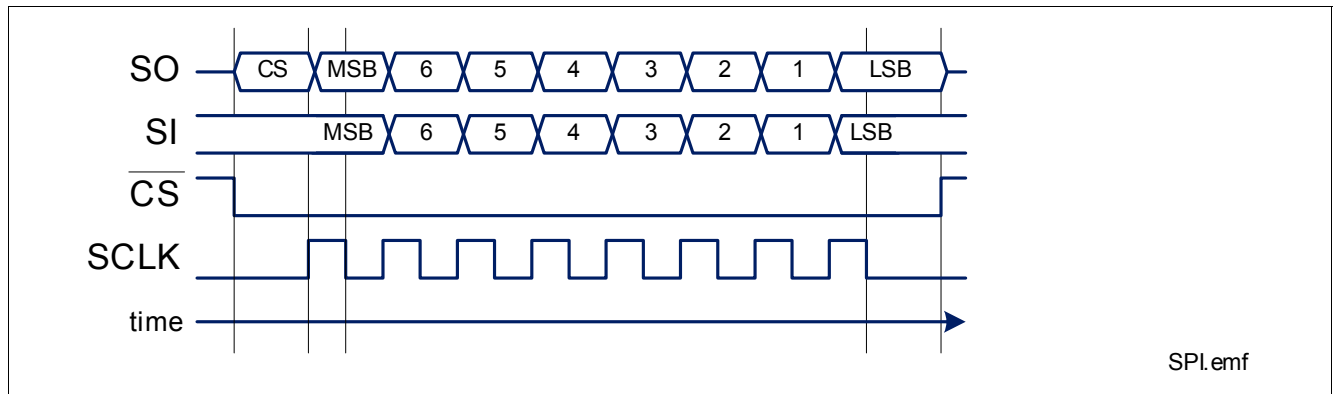 SO CS MSB 6 5 4 3 2 1 LSB
SI MSB 6 5 4 3 2 1 LSB
CS
SCLK
time
SPI.emf